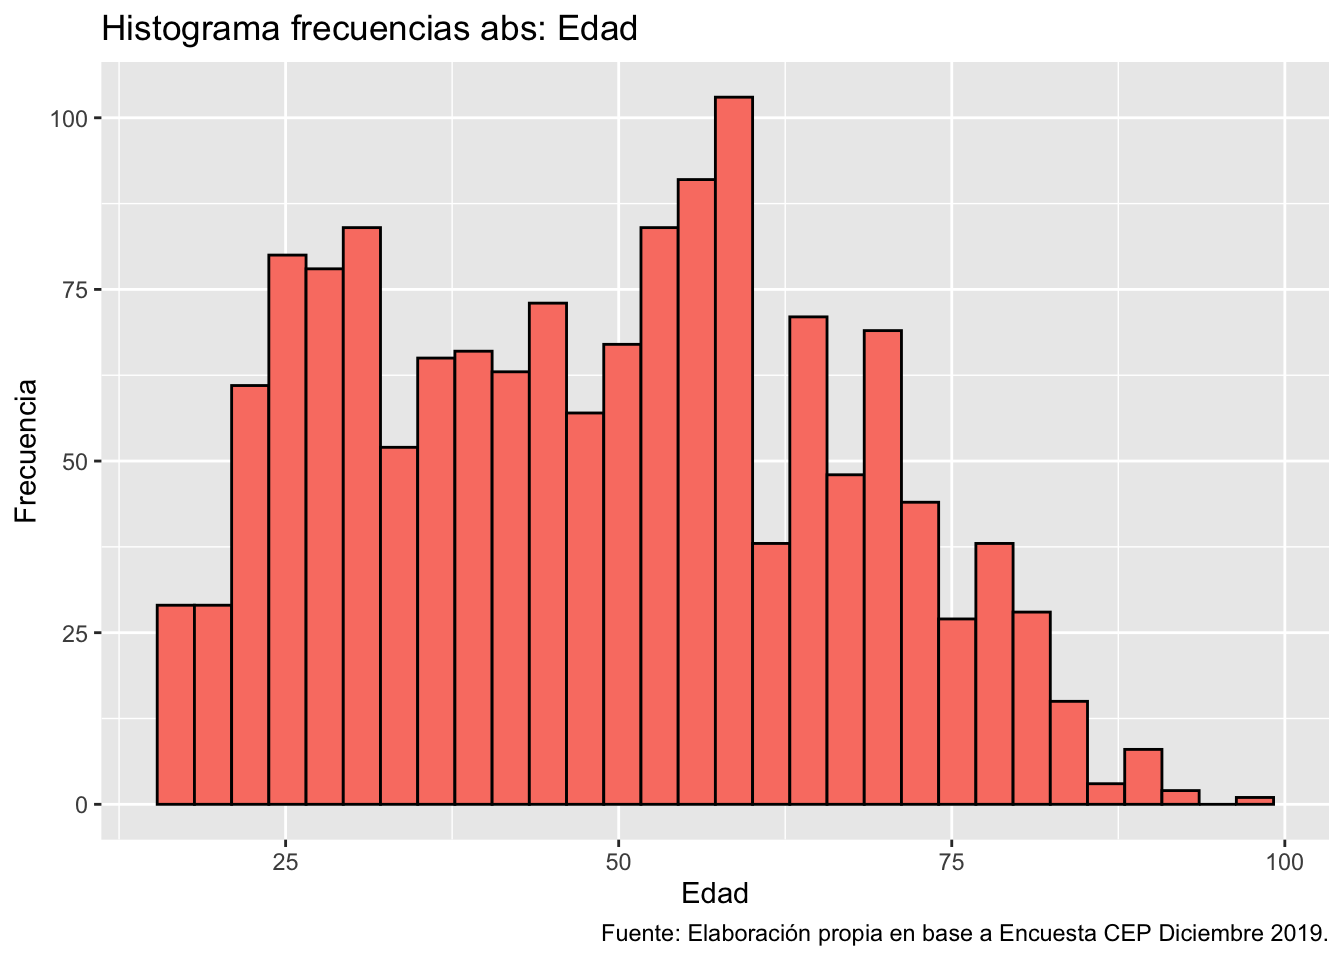 Histograma frecuencias abs: Edad
100
75
50
25
0
Frecuencia
25 50 75 100
Edad
Fuente: Elaboración propia en base a Encuesta CEP Diciembre 2019.